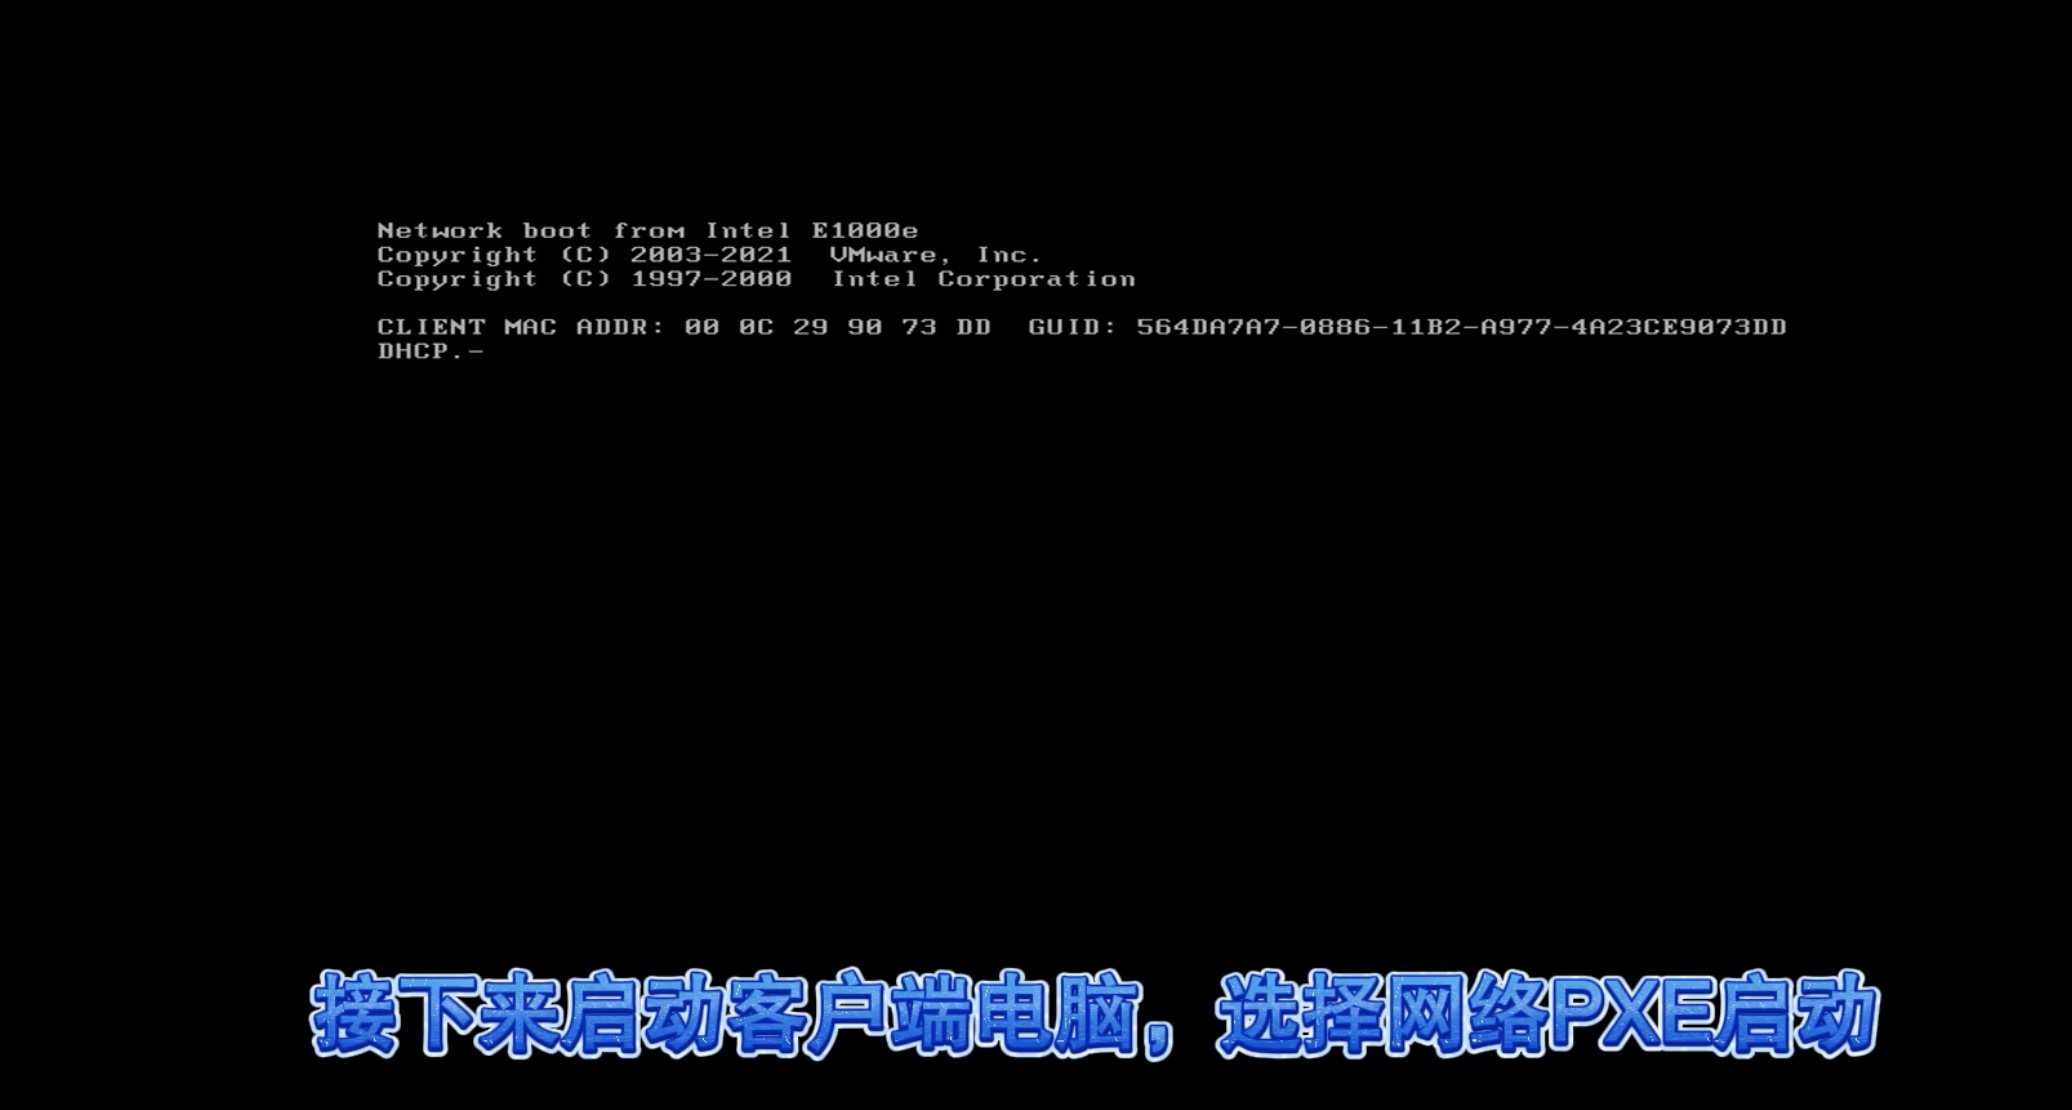 Network boot from Intel E1000e
Copyright (C) 2003-2021  VMware, Inc.
Copyright (C) 1997-2000  Intel Corporation
CLIENT MAC ADDR: 00 0C 29 90 73 DD  GUID: 564DA7A7-0886-11B2-A977-4A23CE9073DD
DHCP.-
接下来启动客户端电脑，选择网络PXE启动